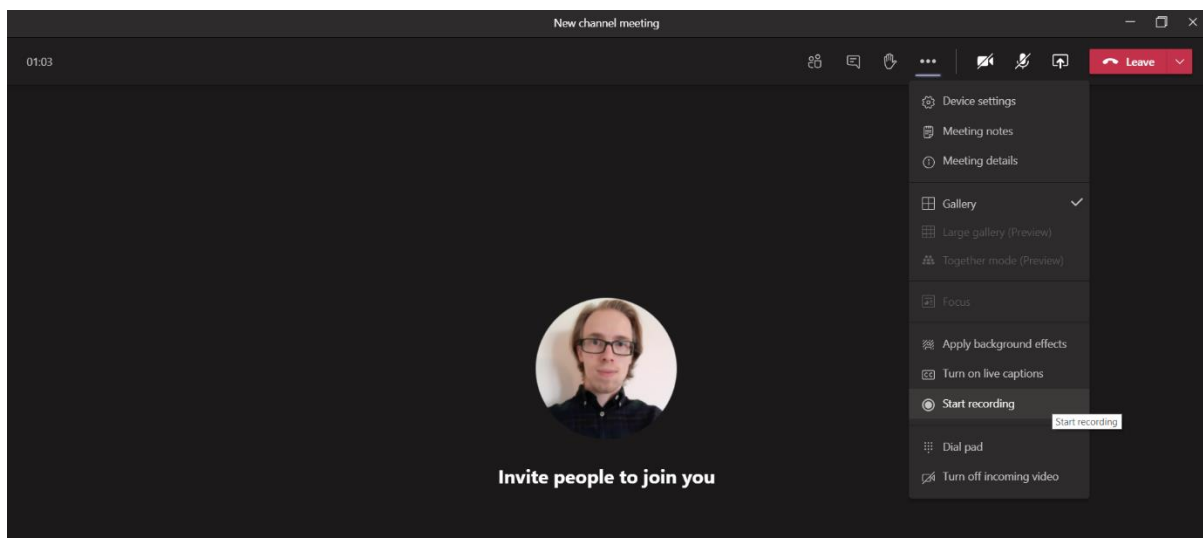 New channel meeting
01:03
Leave
Device settings
Meeting notes
Meeting details
Gallery
Large gallery (Preview)
Together mode (Preview)
Focus
Apply background effects
CC Turn on live captions
Start recording
Start recording
Dial pad
Turn off incoming video
Invite people to join you